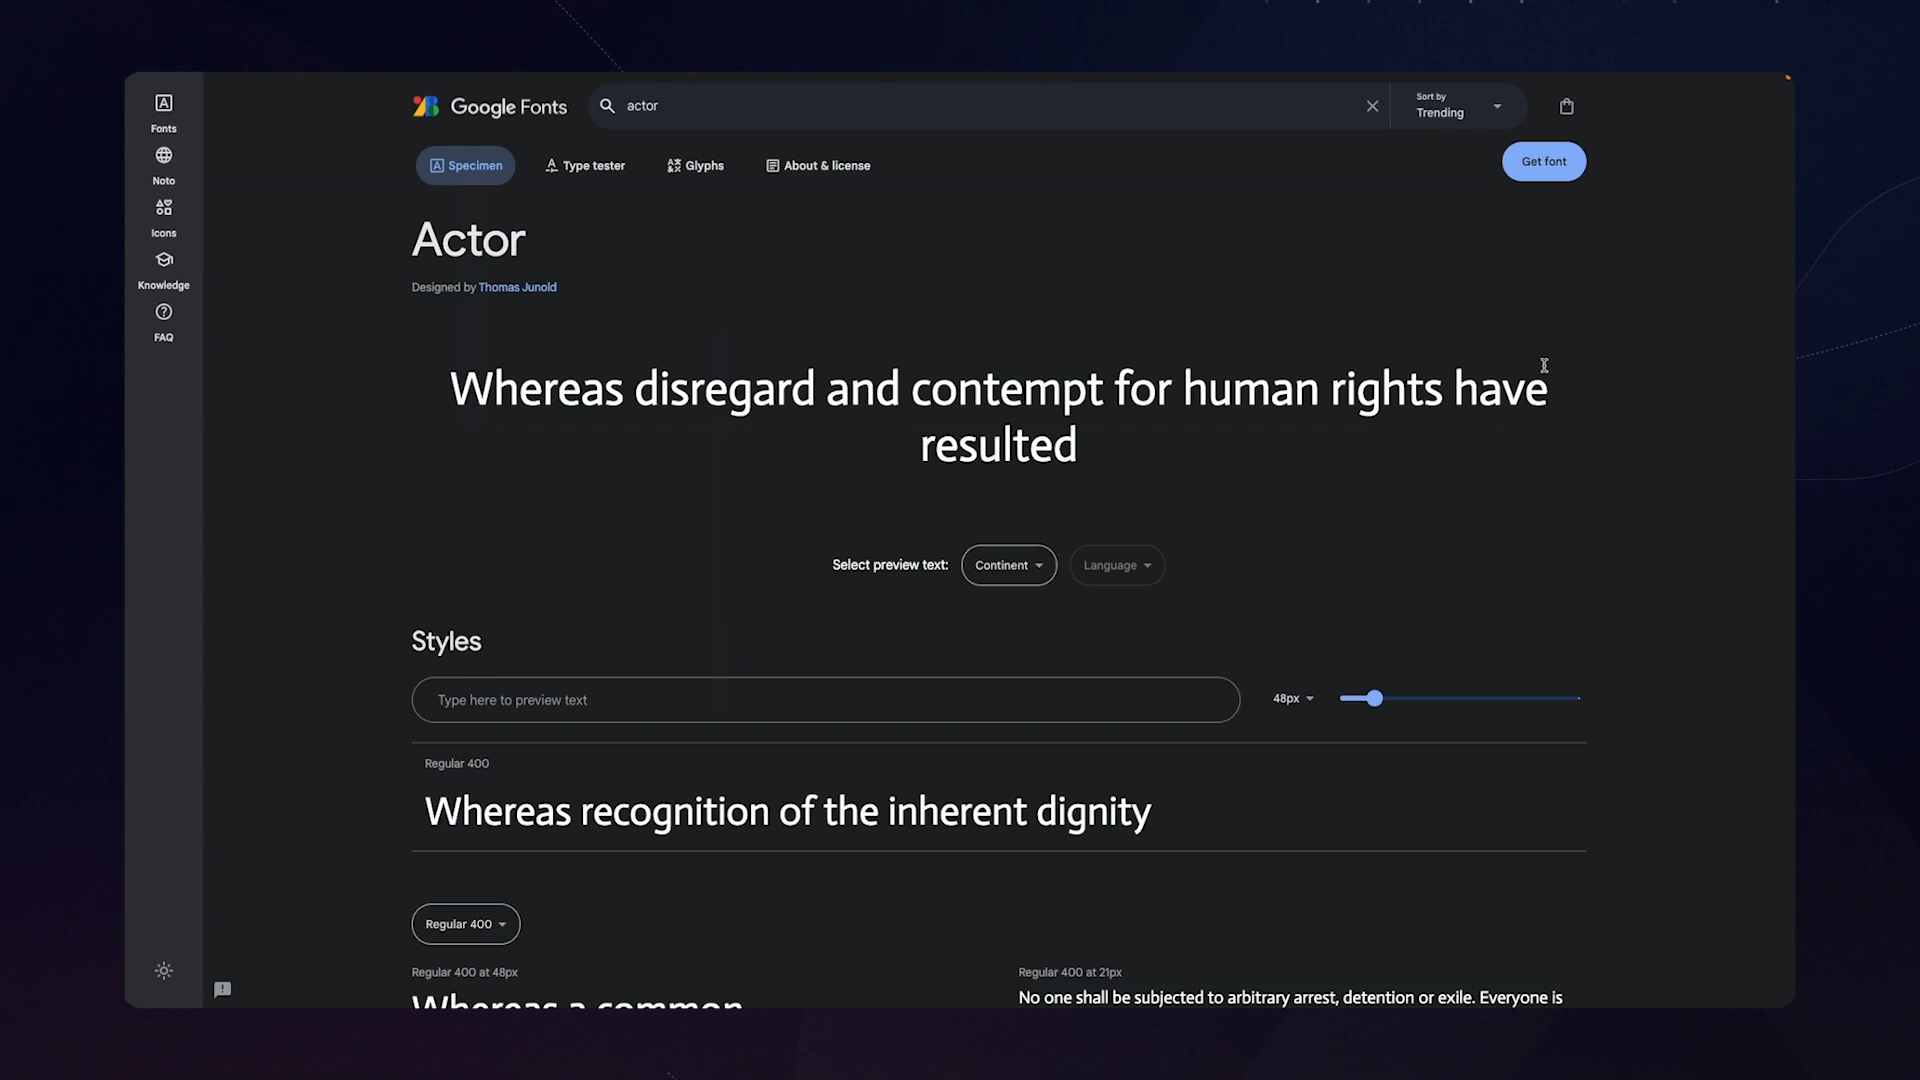 Fonts
Noto
Icons
Knowledge
FAQ
Google Fonts
actor
Sort by
Trending
Specimen
Type tester
Glyphs
About & license
Get font
Actor
Designed by Thomas Junold
Whereas disregard and contempt for human rights have
resulted
Select preview text:
Continent
Language
Styles
Type here to preview text
48px
Regular 400
Whereas recognition of the inherent dignity
Regular 400
Regular 400 at 48px
Whereas a common
Regular 400 at 21px
No one shall be subjected to arbitrary arrest, detention or exile. Everyone is